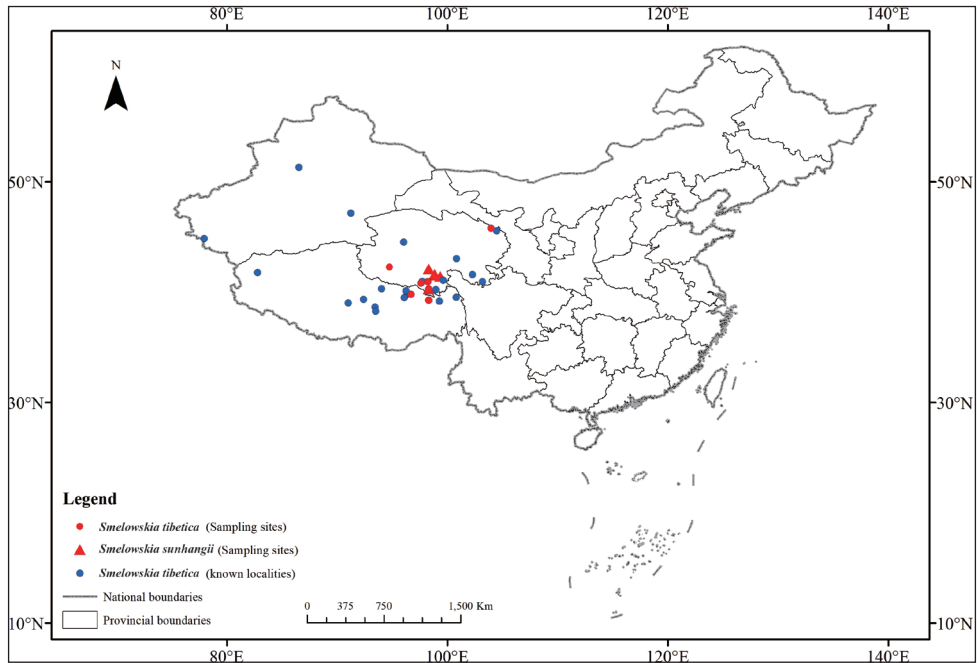 80°E 100°E 120°E 140°E
N
50°N 50°N
30°N 30°N
Legend
Smelowskia tibetica (Sampling sites)
Smelowskia sunhangii (Sampling sites)
Smelowskia tibetica (known localities)
National boundaries
Provincial boundaries
0 375 750 1,500 Km
10°N 10°N
80°E 100°E 120°E 140°E